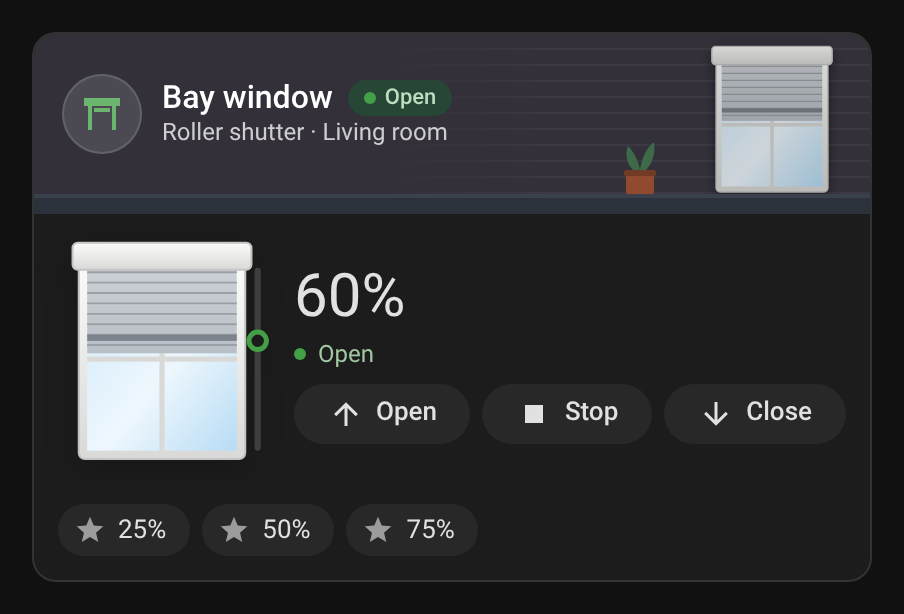 Bay window
Open
Roller shutter · Living room
60%
Open
Open
Stop
Close
25%
50%
75%